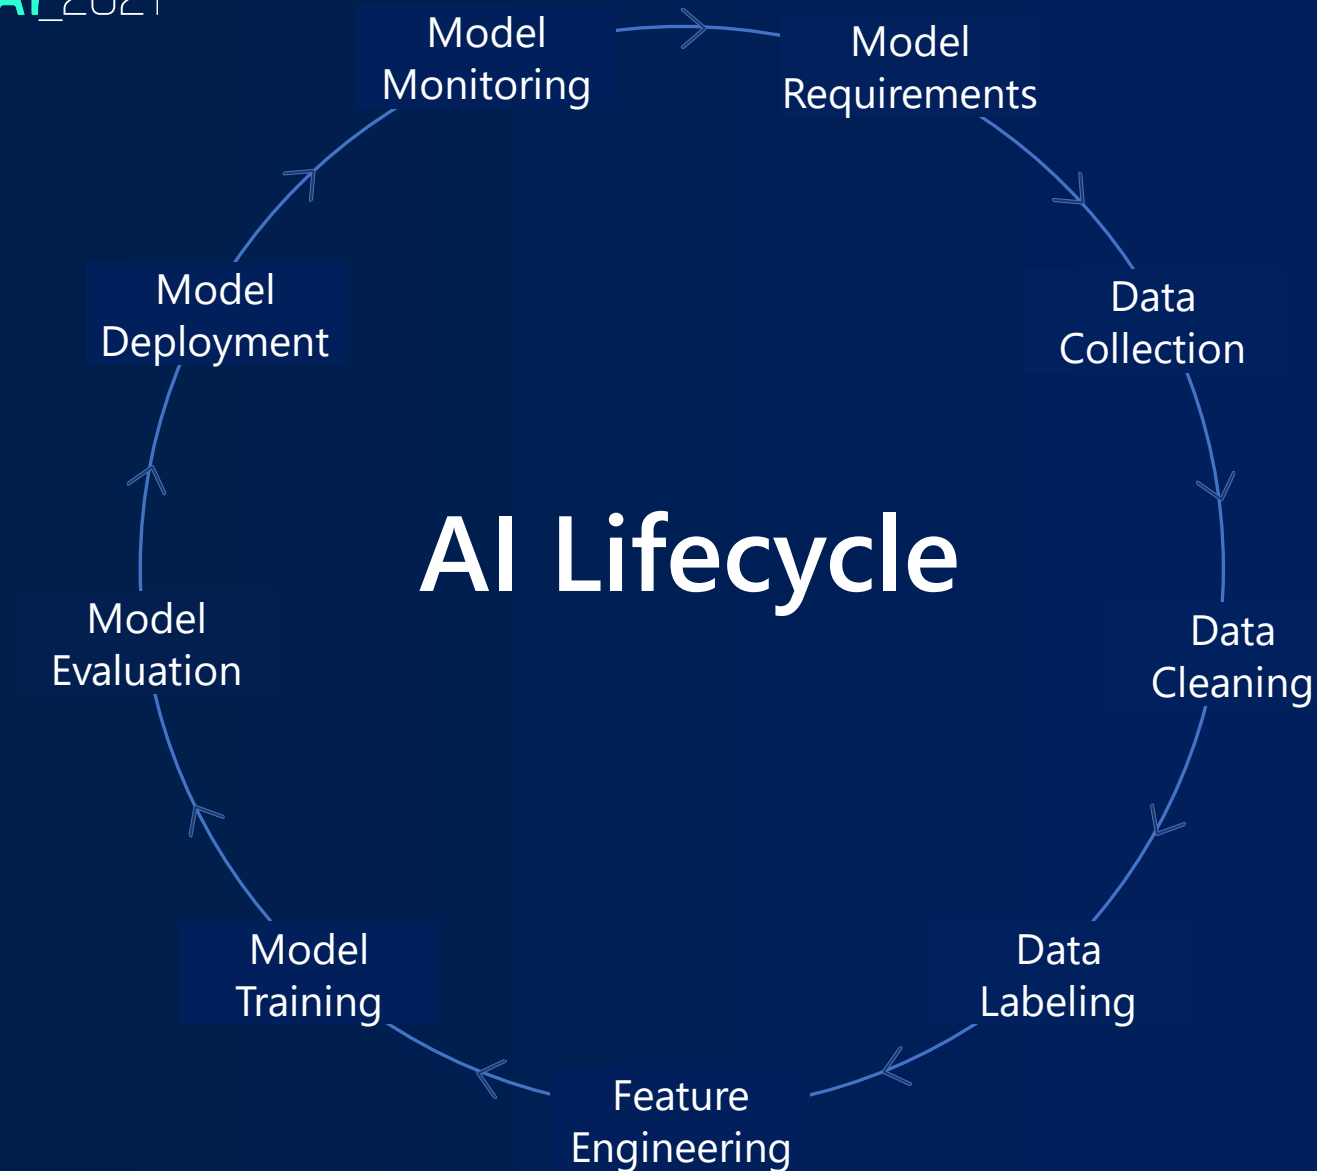 AI_2021
Model
Monitoring
Model
Requirements
Data
Collection
Data
Cleaning
Data
Labeling
Feature
Engineering
Model
Training
Model
Evaluation
Model
Deployment
AI Lifecycle